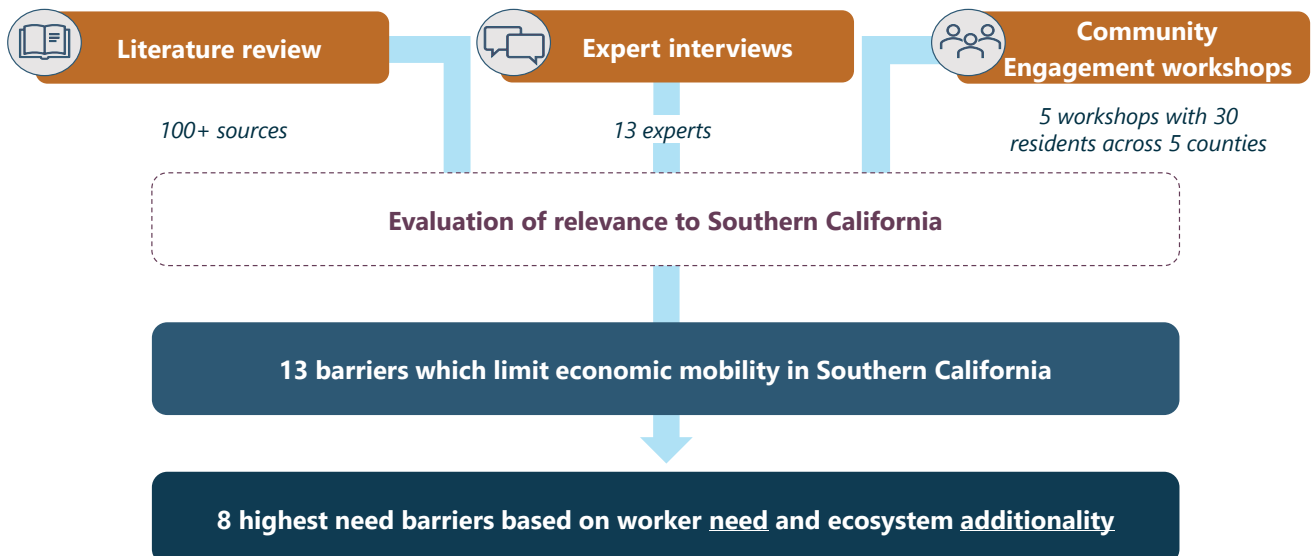 Literature review
Expert interviews
Community
Engagement workshops
100+ sources
13 experts
5 workshops with 30
residents across 5 counties
Evaluation of relevance to Southern California
13 barriers which limit economic mobility in Southern California
8 highest need barriers based on worker need and ecosystem additionality